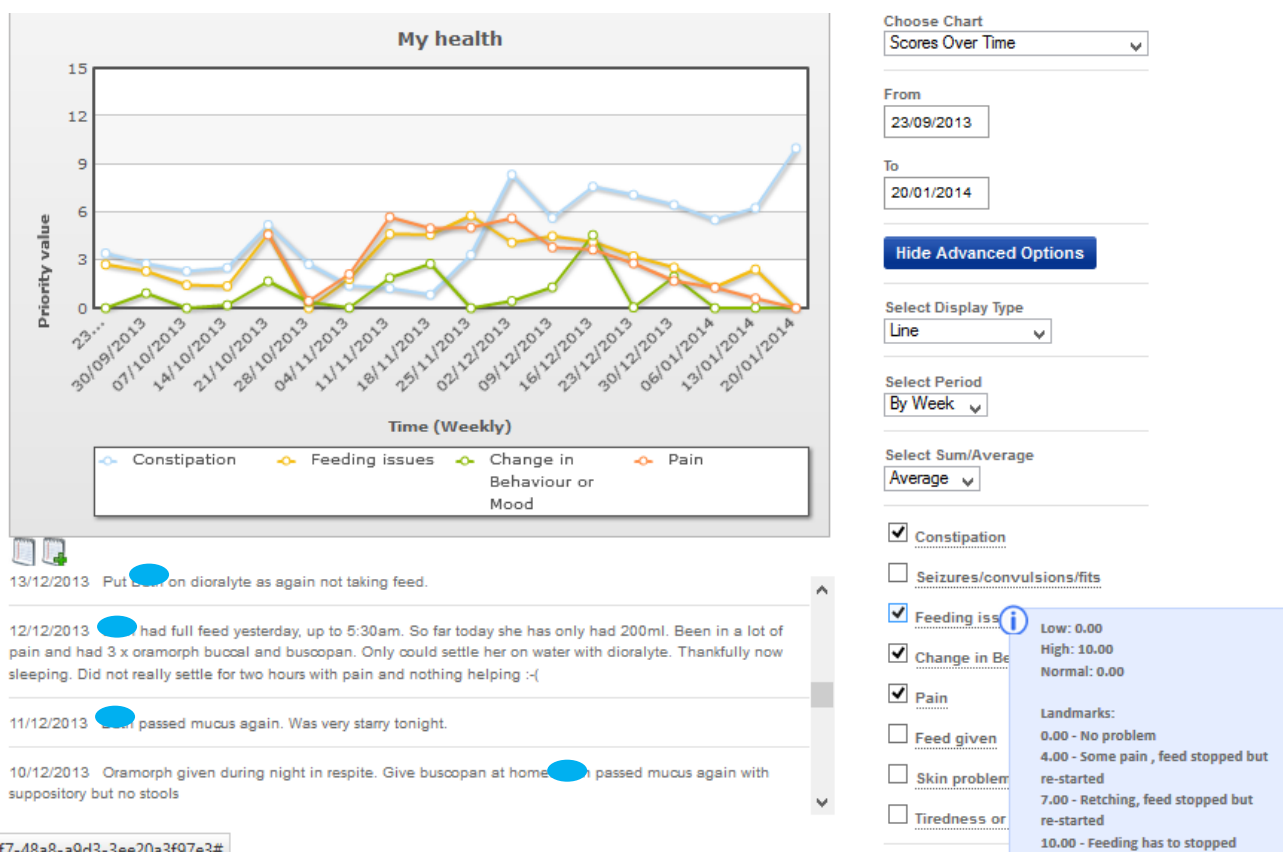 My health
15
12
9
6
3
0
Priority value
23...
30/09/2013
07/10/2013
14/10/2013
21/10/2013
28/10/2013
04/11/2013
11/11/2013
18/11/2013
25/11/2013
02/12/2013
09/12/2013
16/12/2013
23/12/2013
30/12/2013
06/01/2014
13/01/2014
20/01/2014
Time (Weekly)
Constipation
Feeding issues
Change in
Behaviour or
Mood
Pain
13/12/2013 Put on dioralyte as again not taking feed.
12/12/2013 had full feed yesterday, up to 5:30am. So far today she has only had 200ml. Been in a lot of
pain and had 3 x oramorph buccal and buscopan. Only could settle her on water with dioralyte. Thankfully now
sleeping. Did not really settle for two hours with pain and nothing helping :-(
11/12/2013 passed mucus again. Was very starry tonight.
10/12/2013 Oramorph given during night in respite. Give buscopan at home passed mucus again with
suppository but no stools
f7-48a8-a9d3-3ee20a3f97e3#
Choose Chart
Scores Over Time
From
23/09/2013
To
20/01/2014
Hide Advanced Options
Select Display Type
Line
Select Period
By Week
Select Sum/Average
Average
Constipation
Seizures/convulsions/fits
Feeding iss
Change in Be
Pain
Feed given
Skin problem
Tiredness or
i
Low: 0.00
High: 10.00
Normal: 0.00
Landmarks:
0.00 - No problem
4.00 - Some pain , feed stopped but
re-started
7.00 - Retching, feed stopped but
re-started
10.00 - Feeding has to stopped